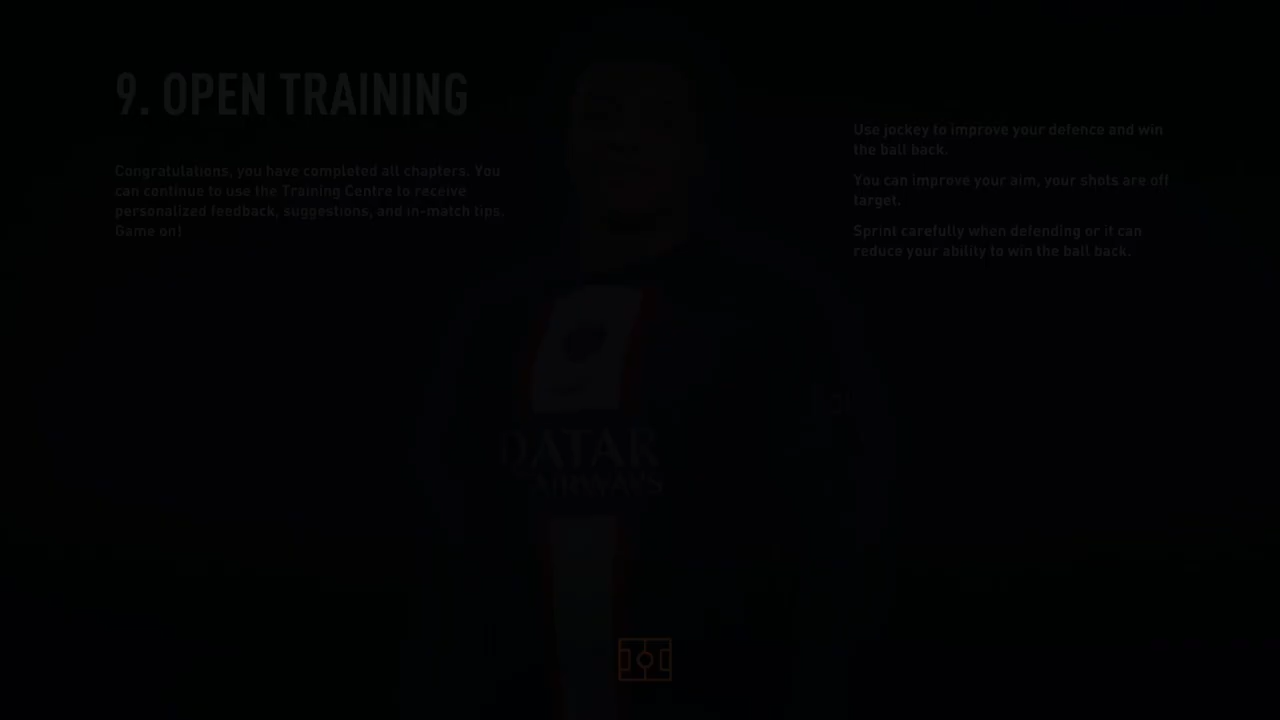 9. OPEN TRAINING
Congratulations, you have completed all chapters. You
can continue to use the Training Centre to receive
personalized feedback, suggestions, and in-match tips.
Game on!
Use jockey to improve your defence and win
the ball back.
You can improve your aim, your shots are off
target.
Sprint carefully when defending or it can
reduce your ability to win the ball back.
QATAR
AIRWAYS